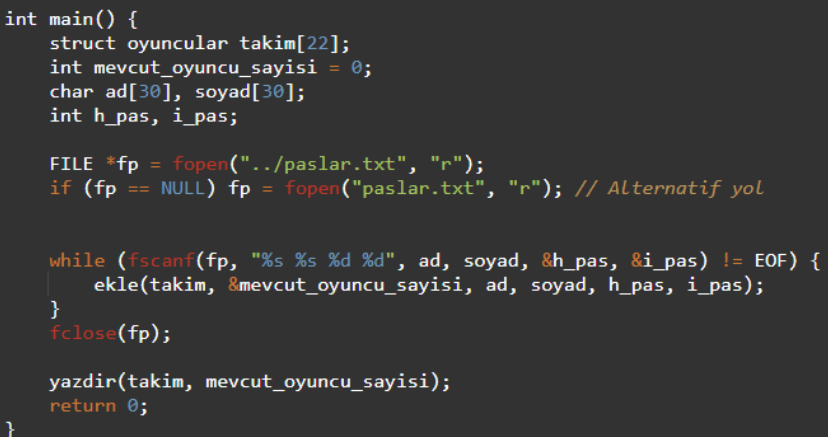 int main() {
    struct oyuncular takim[22];
    int mevcut_oyuncu_sayisi = 0;
    char ad[30], soyad[30];
    int h_pas, i_pas;

    FILE *fp = fopen("../paslar.txt", "r");
    if (fp == NULL) fp = fopen("paslar.txt", "r"); // Alternatif yol


    while (fscanf(fp, "%s %s %d %d", ad, soyad, &h_pas, &i_pas) != EOF) {
        ekle(takim, &mevcut_oyuncu_sayisi, ad, soyad, h_pas, i_pas);
    }
    fclose(fp);

    yazdir(takim, mevcut_oyuncu_sayisi);
    return 0;
}